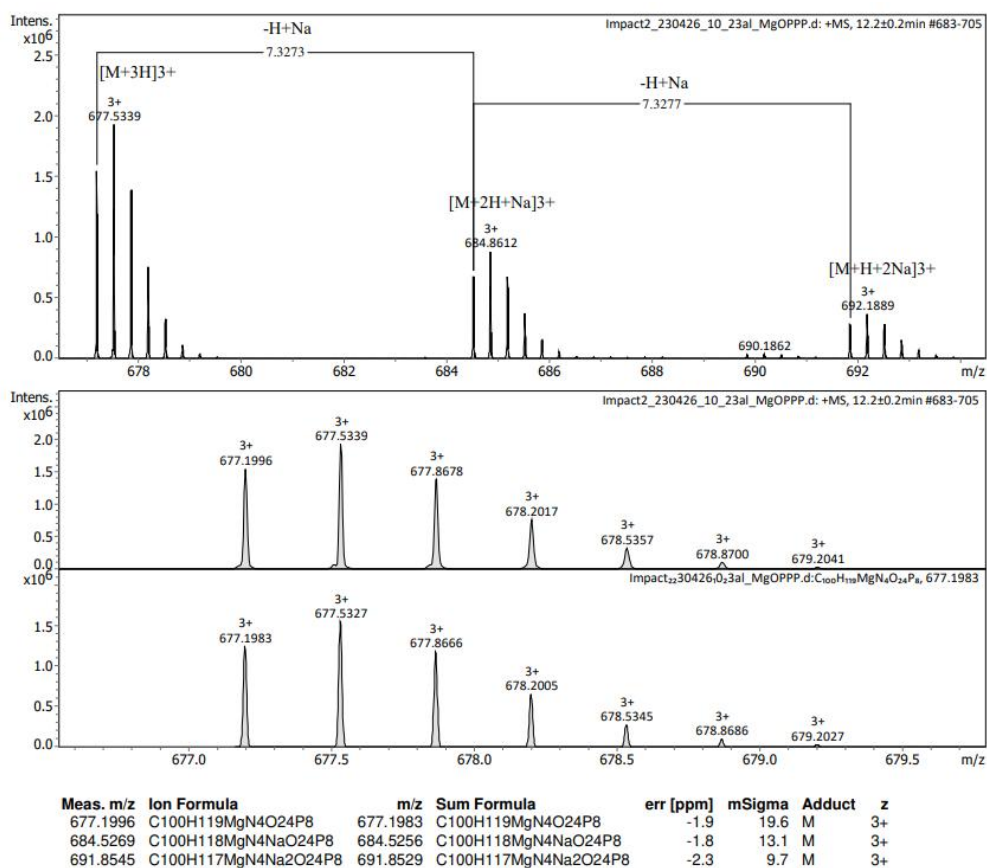 Intens.
x10⁶
Impact2_230426_10_23al_MgOPPP.d: +MS, 12.2±0.2min #683-705
-H+Na
7.3273
[M+3H]3+
3+
677.5339
-H+Na
7.3277
[M+2H+Na]3+
3+
684.8612
[M+H+2Na]3+
3+
692.1889
690.1862
2.5
2.0
1.5
1.0
0.5
0.0
678 680 682 684 686 688 690 692 m/z
Intens.
x10⁶
Impact2_230426_10_23al_MgOPPP.d: +MS, 12.2±0.2min #683-705
2.0
1.5
1.0
0.5
0.0
3+
677.1996
3+
677.5339
3+
677.8678
3+
678.2017
3+
678.5357
3+
678.8700
3+
679.2041
x10⁶
Impact₂₂30426₁0₂3al_MgOPPP.d:C₁₀₀H₁₁₉MgN₄O₂₄P₈, 677.1983
1.5
1.0
0.5
0.0
3+
677.1983
3+
677.5327
3+
677.8666
3+
678.2005
3+
678.5345
3+
678.8686
3+
679.2027
677.0 677.5 678.0 678.5 679.0 679.5 m/z
Meas. m/z Ion Formula m/z Sum Formula err [ppm] mSigma Adduct z
677.1996 C100H119MgN4O24P8 677.1983 C100H119MgN4O24P8 -1.9 19.6 M 3+
684.5269 C100H118MgN4NaO24P8 684.5256 C100H118MgN4NaO24P8 -1.8 13.1 M 3+
691.8545 C100H117MgN4Na2O24P8 691.8529 C100H117MgN4Na2O24P8 -2.3 9.7 M 3+